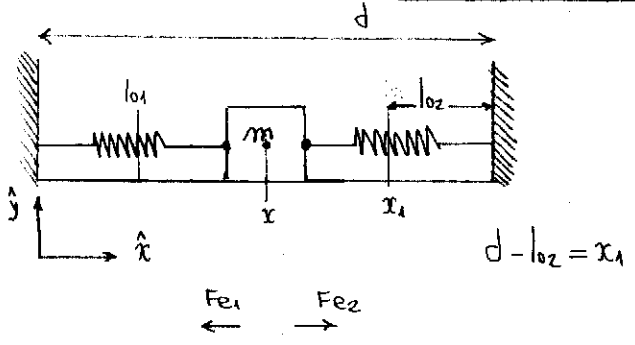 d
l₀₁
l₀₂
m
x
x₁
ŷ
x̂
d - l₀₂ = x₁
Fe₁
Fe₂